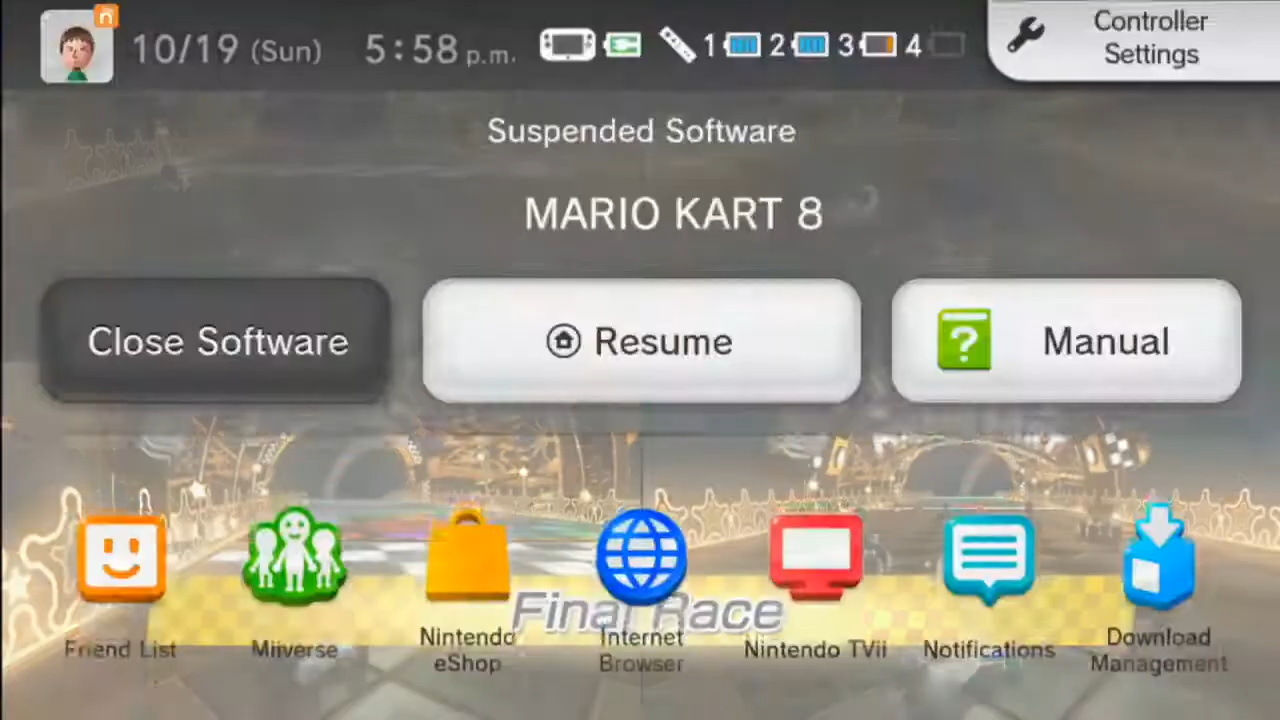 10/19 (Sun) 5:58 p.m. 1 2 3 4
Controller
Settings
Suspended Software
MARIO KART 8
Close Software
Resume
? Manual
Final Race
Friend List
Miiverse
Nintendo
eShop
Internet
Browser
Nintendo TVii
Notifications
Download
Management